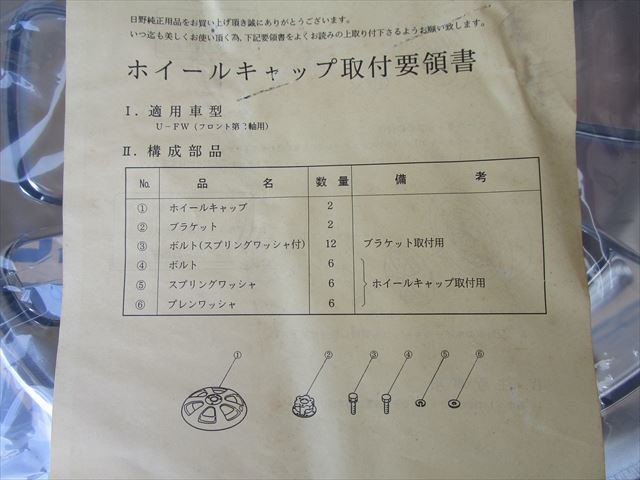 日野純正用品をお買い上げ頂き誠にありがとうございます。
いつ迄も美しくお使い頂く為、下記要領書をよくお読みの上取り付け下さるようお願い致します。
ホイールキャップ取付要領書
Ⅰ. 適用車型
U-FW (フロント第2軸用)
Ⅱ. 構成部品
No. 品名 数量 備考
① ホイールキャップ 2
② ブラケット 2
③ ボルト(スプリングワッシャ付) 12 ブラケット取付用
④ ボルト 6
⑤ スプリングワッシャ 6 ホイールキャップ取付用
⑥ プレンワッシャ 6
① ② ③ ④ ⑤ ⑥